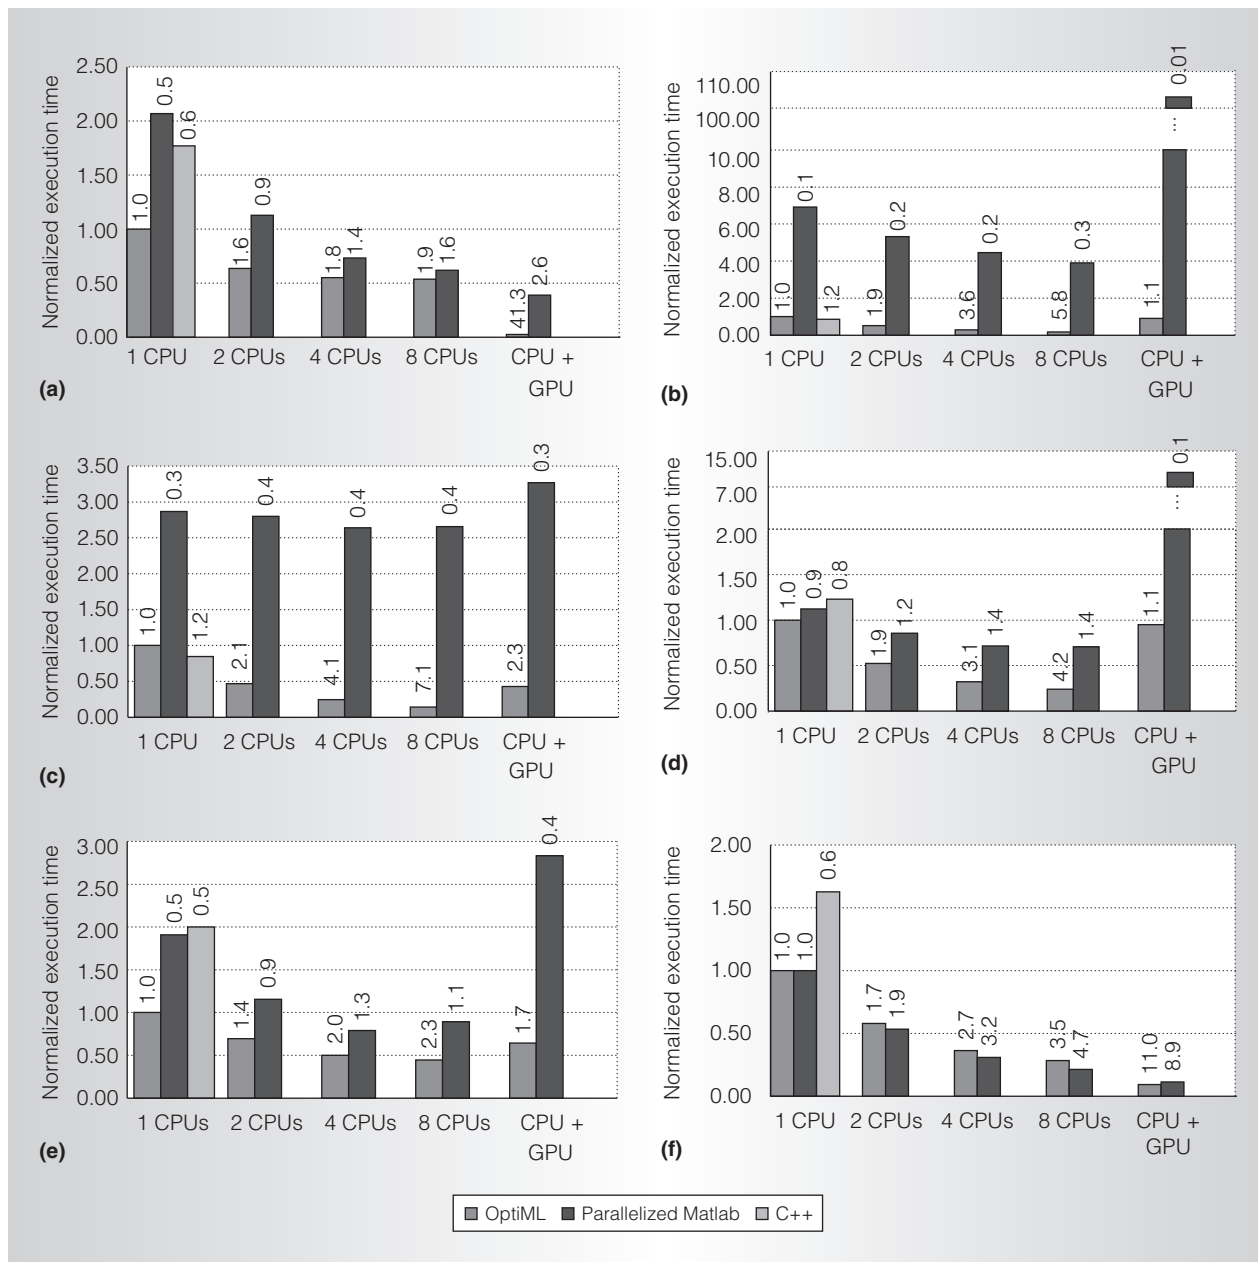 Normalized execution time
2.50
2.00
1.50
1.00
0.50
0.00
1.0
0.5
0.6
1.6
0.9
1.8
1.4
1.9
1.6
41.3
2.6
1 CPU
2 CPUs
4 CPUs
8 CPUs
CPU +
GPU
(a)
Normalized execution time
110.00
100.00
10.00
8.00
6.00
4.00
2.00
0.00
1.0
0.1
1.2
1.9
0.2
3.6
0.2
5.8
0.3
1.1
0.01
...
1 CPU
2 CPUs
4 CPUs
8 CPUs
CPU +
GPU
(b)
Normalized execution time
3.50
3.00
2.50
2.00
1.50
1.00
0.50
0.00
1.0
0.3
1.2
2.1
0.4
4.1
0.4
7.1
0.4
2.3
0.3
1 CPU
2 CPUs
4 CPUs
8 CPUs
CPU +
GPU
(c)
Normalized execution time
15.00
7.00
2.00
1.50
1.00
0.50
0.00
1.0
0.9
0.8
1.9
1.2
3.1
1.4
4.2
1.4
1.1
0.1
...
1 CPU
2 CPUs
4 CPUs
8 CPUs
CPU +
GPU
(d)
Normalized execution time
3.00
2.50
2.00
1.50
1.00
0.50
0.00
1.0
0.5
0.5
1.4
0.9
2.0
1.3
2.3
1.1
1.7
0.4
1 CPUs
2 CPUs
4 CPUs
8 CPUs
CPU +
GPU
(e)
Normalized execution time
2.00
1.50
1.00
0.50
0.00
1.0
1.0
0.6
1.7
1.9
2.7
3.2
3.5
4.7
11.0
8.9
1 CPU
2 CPUs
4 CPUs
8 CPUs
CPU +
GPU
(f)
OptiML Parallelized Matlab C++